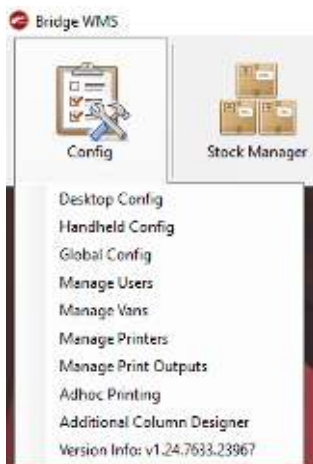 Bridge WMS
Config
Stock Manager
Desktop Config
Handheld Config
Global Config
Manage Users
Manage Vans
Manage Printers
Manage Print Outputs
Adhoc Printing
Additional Column Designer
Version Info: v1.24.7633.23967